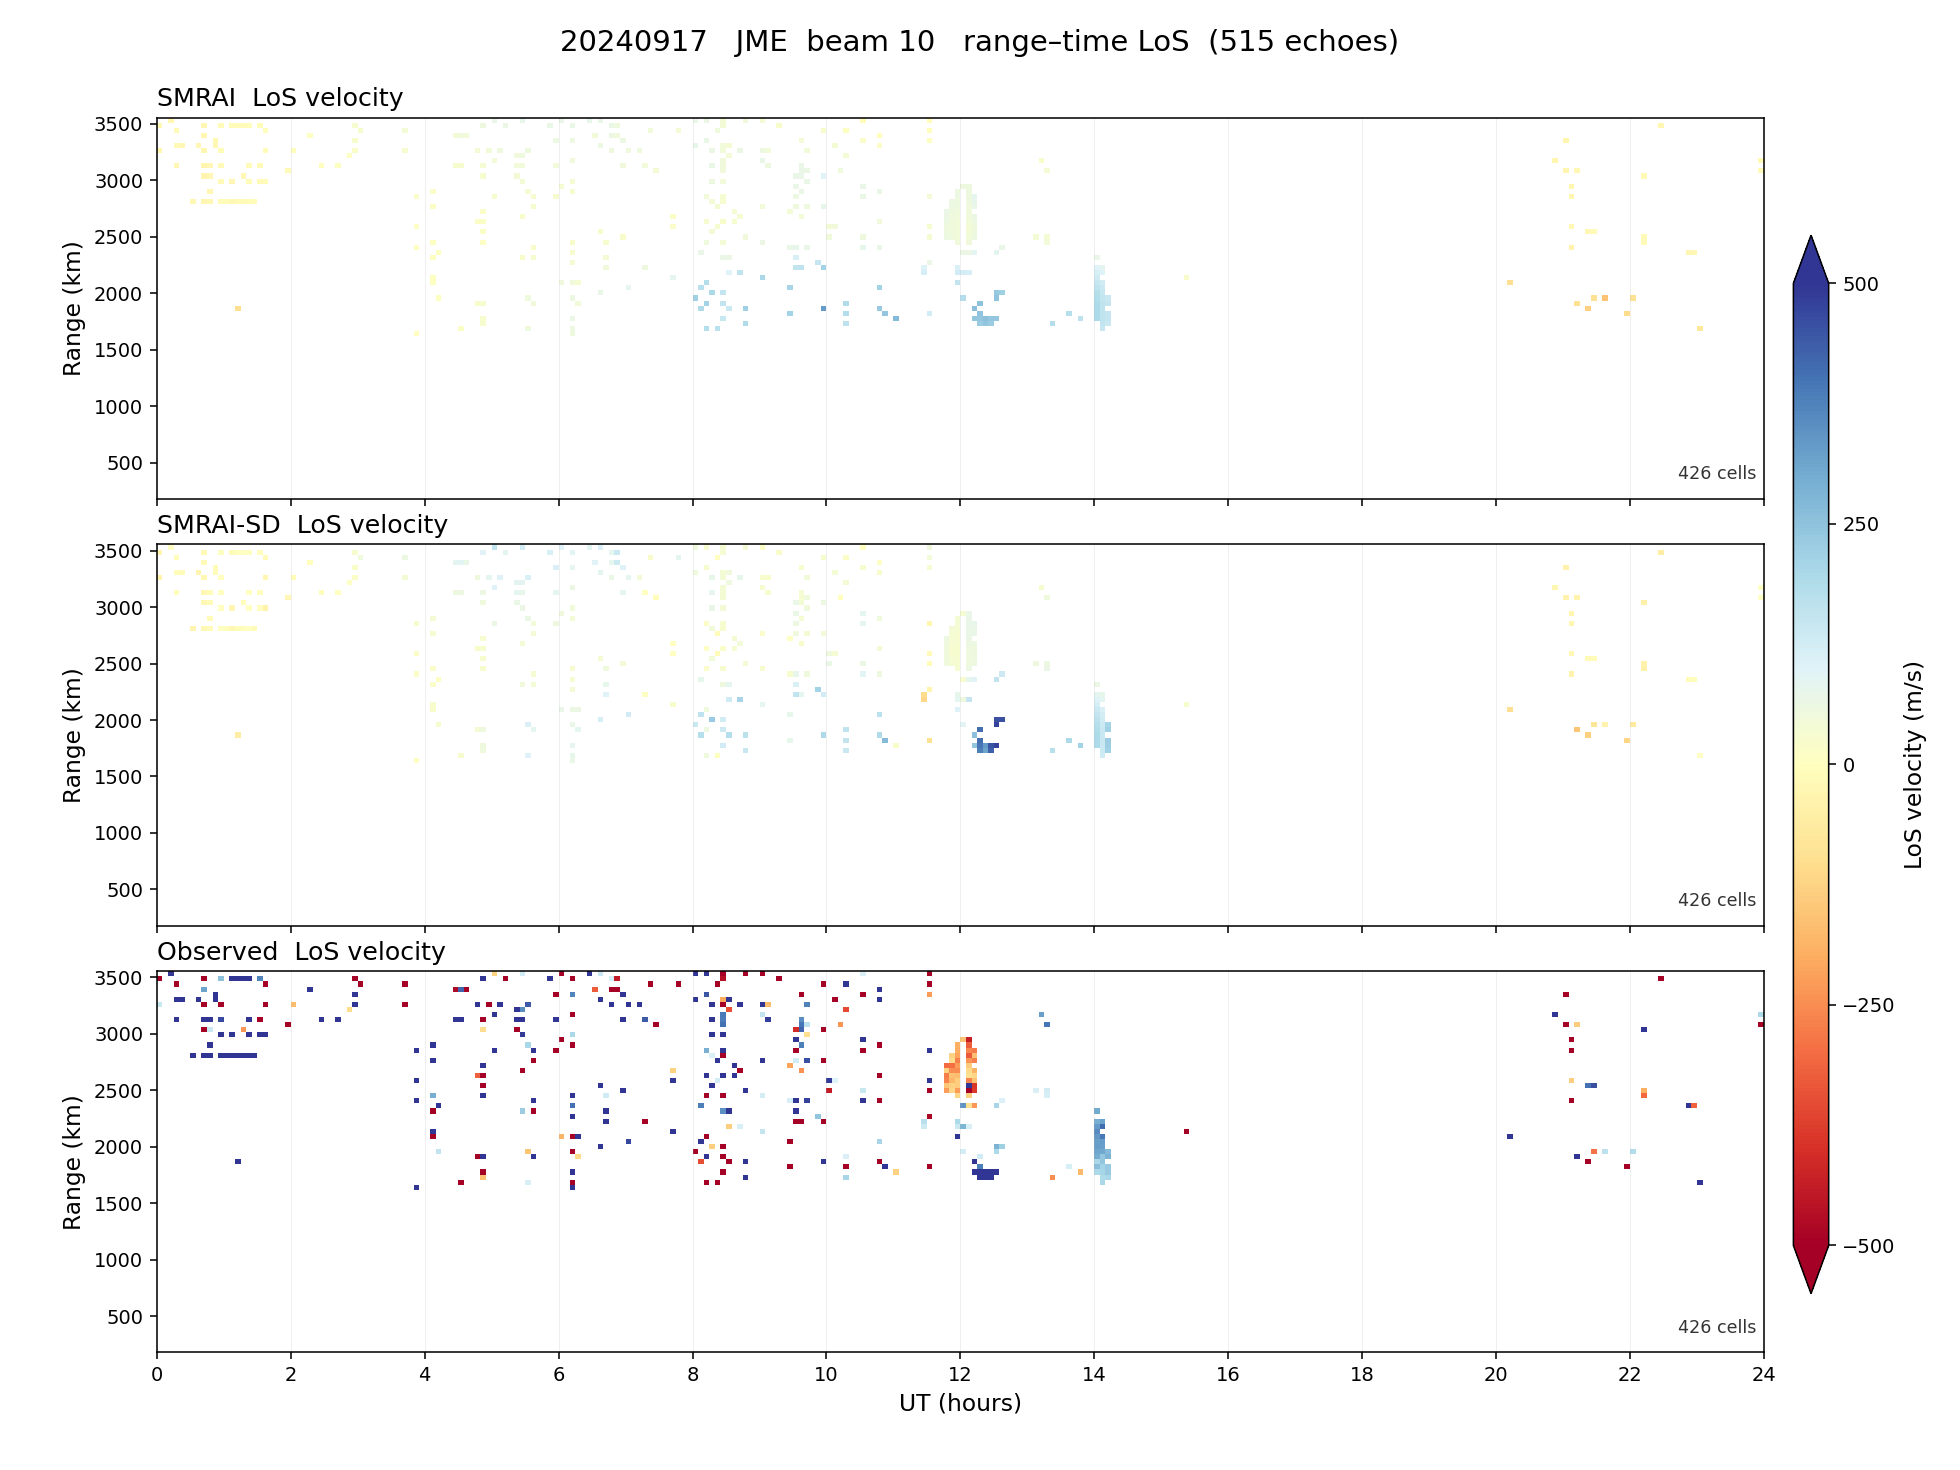 20240917   JME  beam 10   range–time LoS  (515 echoes)
SMRAI  LoS velocity
3500
3000
2500
2000
1500
1000
500
Range (km)
426 cells
SMRAI-SD  LoS velocity
3500
3000
2500
2000
1500
1000
500
Range (km)
426 cells
Observed  LoS velocity
3500
3000
2500
2000
1500
1000
500
Range (km)
426 cells
0 2 4 6 8 10 12 14 16 18 20 22 24
UT (hours)
500
250
0
−250
−500
LoS velocity (m/s)